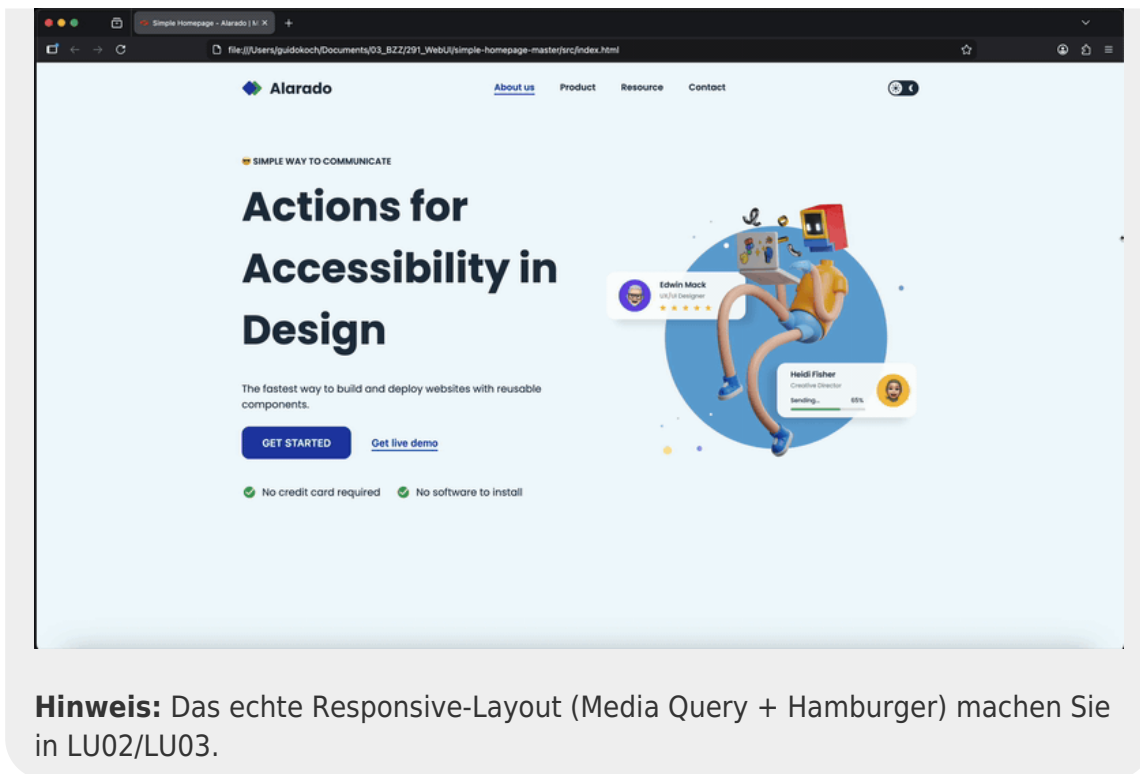 Simple Homepage - Alarado | M
file:///Users/guidokoch/Documents/03_BZZ/291_WebUI/simple-homepage-master/src/index.html
Alarado
About us Product Resource Contact
SIMPLE WAY TO COMMUNICATE
Actions for
Accessibility in
Design
The fastest way to build and deploy websites with reusable
components.
GET STARTED Get live demo
No credit card required No software to install
Edwin Mack
UX/UI Designer
Heidi Fisher
Creative Director
Sending... 65%
Hinweis: Das echte Responsive-Layout (Media Query + Hamburger) machen Sie
in LU02/LU03.